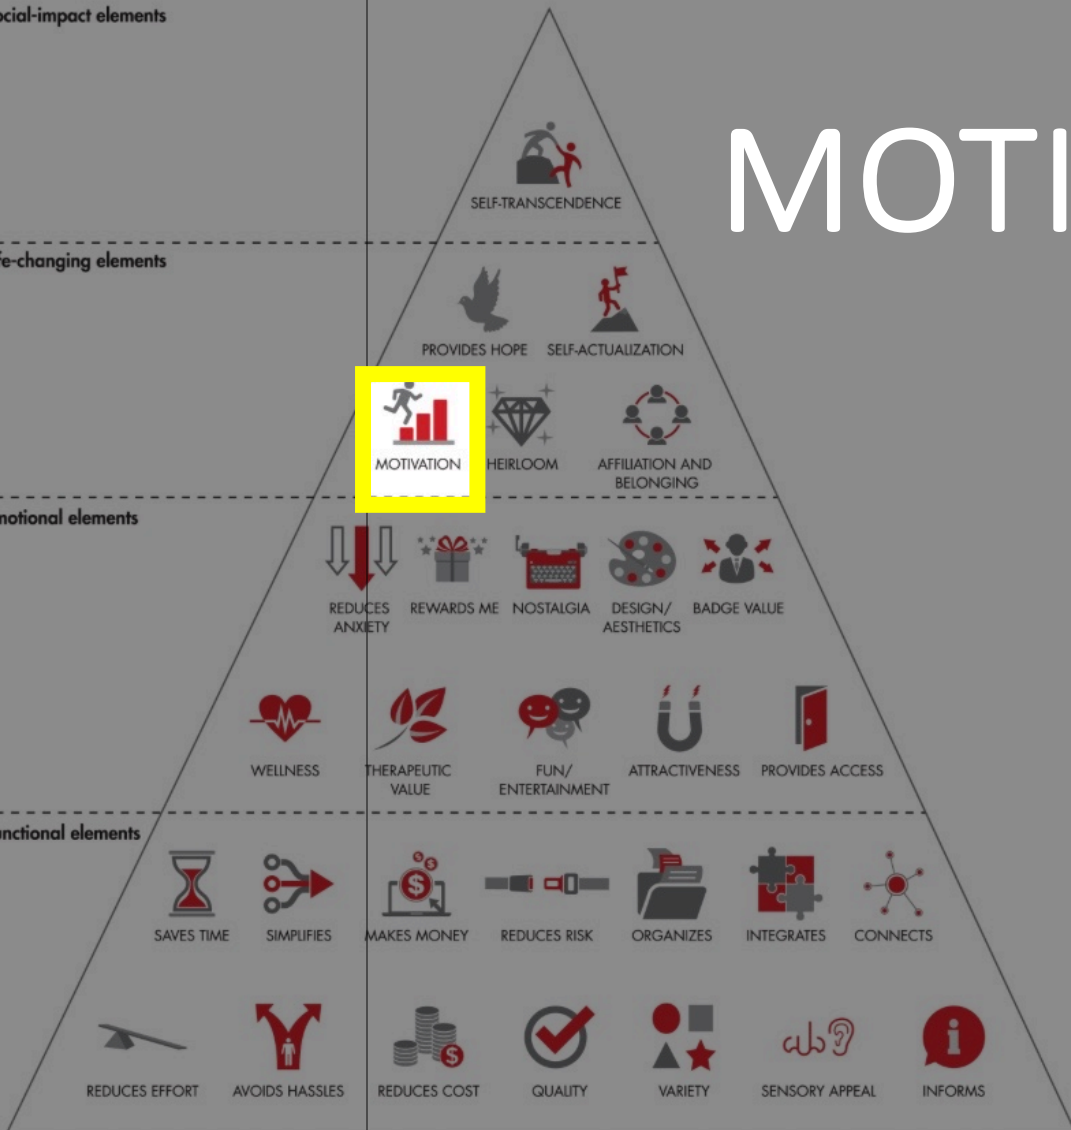 ocial-impact elements
MOTI
SELF-TRANSCENDENCE
fe-changing elements
PROVIDES HOPE SELF-ACTUALIZATION
MOTIVATION HEIRLOOM AFFILIATION AND
BELONGING
notional elements
REDUCES REWARDS ME NOSTALGIA DESIGN/ BADGE VALUE
ANXIETY AESTHETICS
WELLNESS THERAPEUTIC FUN/ ATTRACTIVENESS PROVIDES ACCESS
VALUE ENTERTAINMENT
unctional elements
SAVES TIME SIMPLIFIES MAKES MONEY REDUCES RISK ORGANIZES INTEGRATES CONNECTS
REDUCES EFFORT AVOIDS HASSLES REDUCES COST QUALITY VARIETY SENSORY APPEAL INFORMS